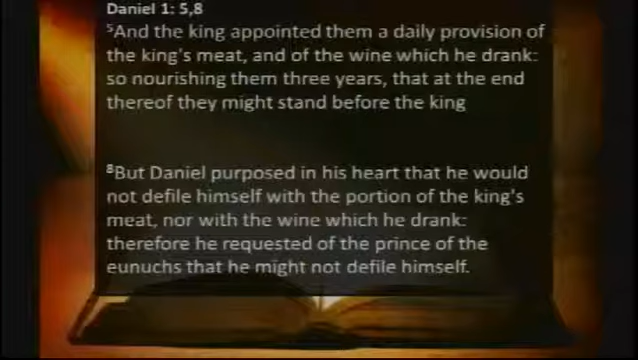 Daniel 1: 5,8
⁵And the king appointed them a daily provision of
the king's meat, and of the wine which he drank:
so nourishing them three years, that at the end
thereof they might stand before the king
⁸But Daniel purposed in his heart that he would
not defile himself with the portion of the king's
meat, nor with the wine which he drank:
therefore he requested of the prince of the
eunuchs that he might not defile himself.